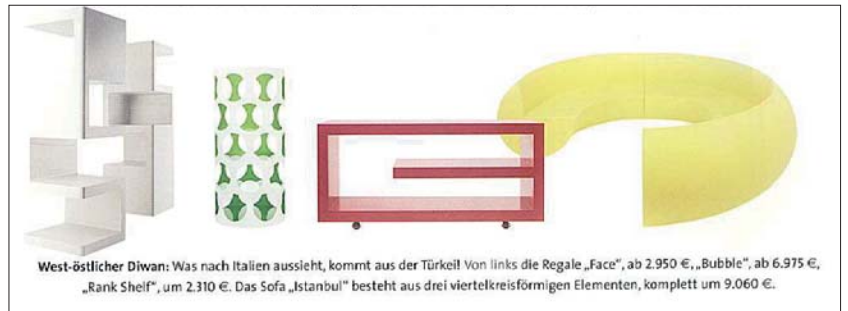 West-östlicher Diwan: Was nach Italien aussieht, kommt aus der Türkei! Von links die Regale „Face“, ab 2.950 €, „Bubble“, ab 6.975 €,
„Rank Shelf“, um 2.310 €. Das Sofa „Istanbul“ besteht aus drei viertelkreisförmigen Elementen, komplett um 9.060 €.